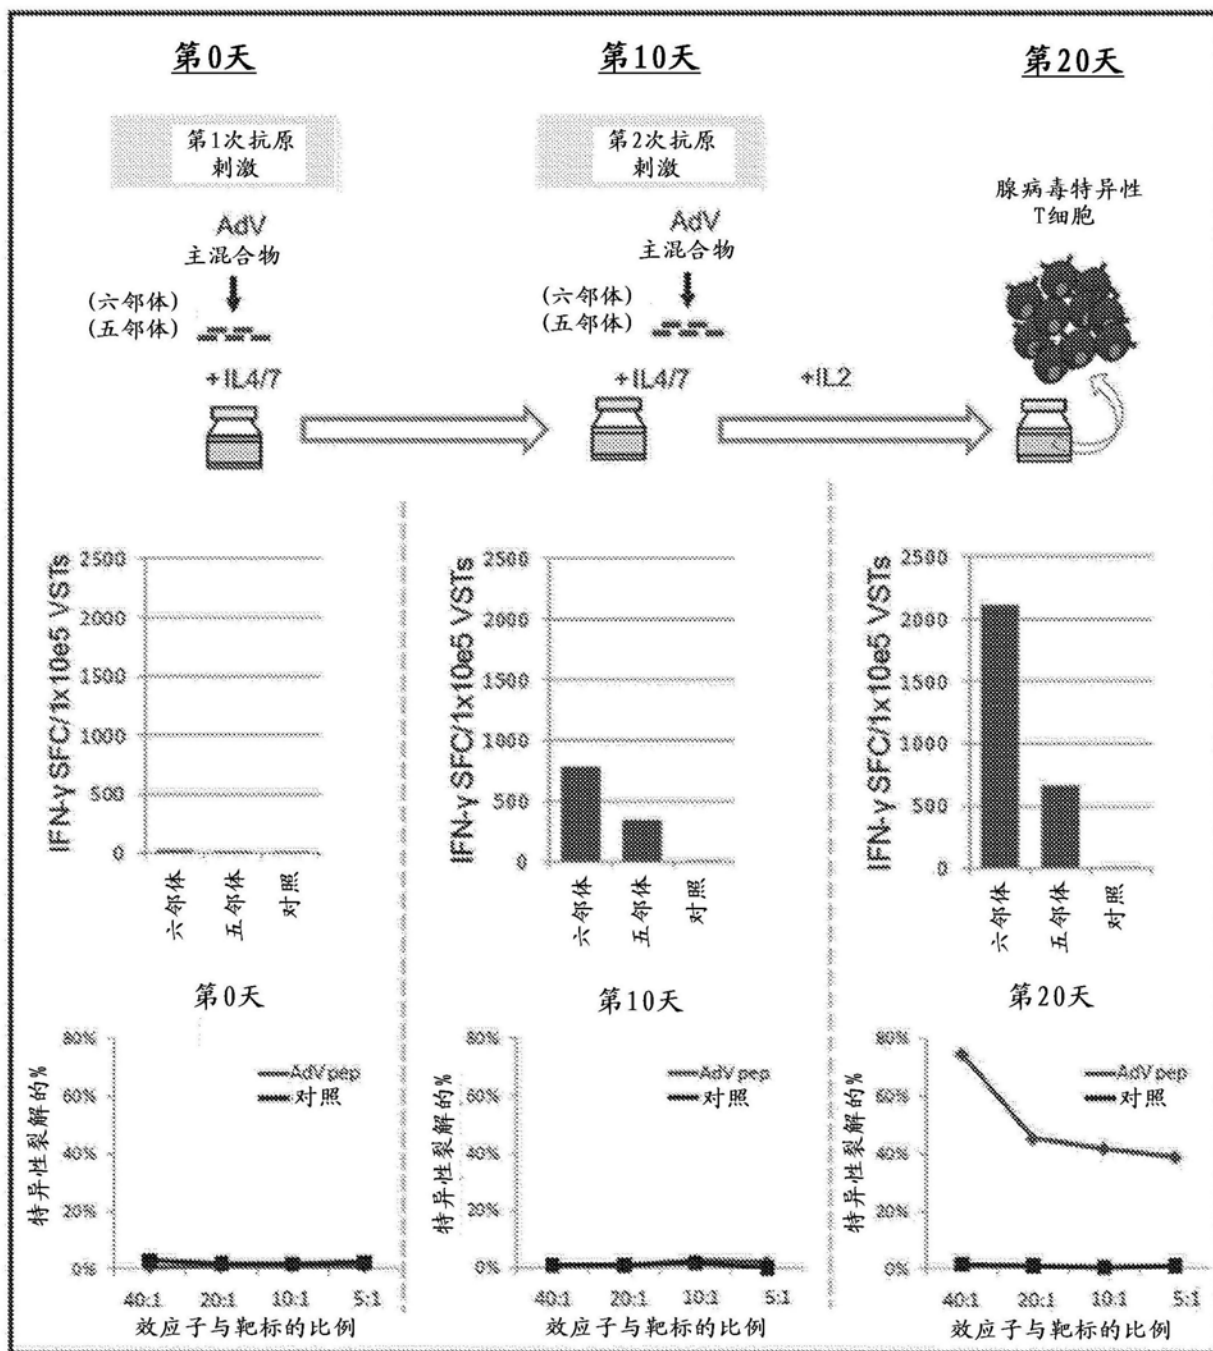 第0天
第10天
第20天
第1次抗原
刺激
第2次抗原
刺激
腺病毒特异性
T细胞
AdV
主混合物
AdV
主混合物
(六邻体)
(五邻体)
(六邻体)
(五邻体)
+IL4/7
+IL4/7
+IL2
IFN-γ SFC/1x10e5 VSTs
2500
2000
1500
1000
500
0
六邻体
五邻体
对照
IFN-γ SFC/1x10e5 VSTs
2500
2000
1500
1000
500
0
六邻体
五邻体
对照
IFN-γ SFC/1x10e5 VSTs
2500
2000
1500
1000
500
0
六邻体
五邻体
对照
第0天
特异性裂解的%
80%
60%
40%
20%
0%
AdVpep
对照
40:1 20:1 10:1 5:1
效应子与靶标的比例
第10天
特异性裂解的%
80%
60%
40%
20%
0%
AdVpep
对照
40:1 20:1 10:1 5:1
效应子与靶标的比例
第20天
特异性裂解的%
80%
60%
40%
20%
0%
AdVpep
对照
40:1 20:1 10:1 5:1
效应子与靶标的比例